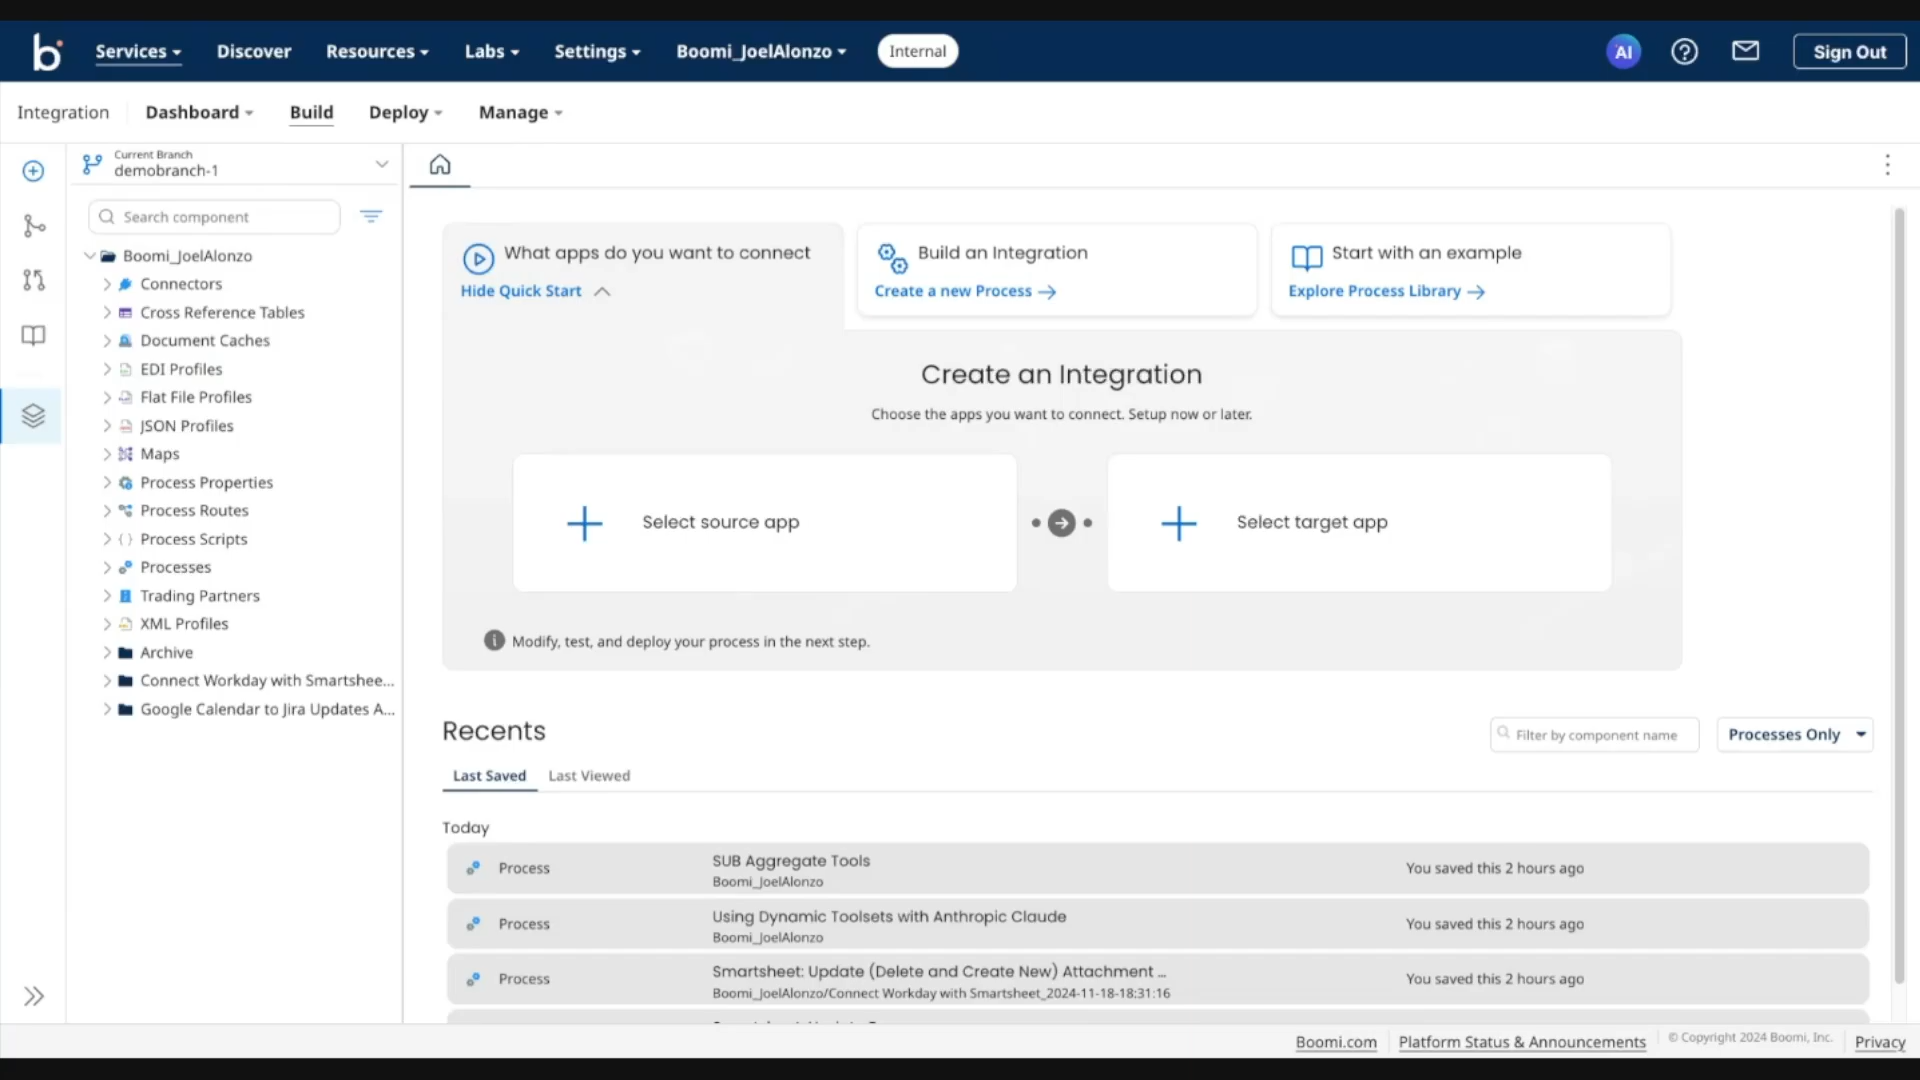 b Services Discover Resources Labs Settings Boomi_JoelAlonzo Internal AI ? Sign Out
Integration Dashboard Build Deploy Manage
Current Branch
demobranch-1
Search component
Boomi_JoelAlonzo
Connectors
Cross Reference Tables
Document Caches
EDI Profiles
Flat File Profiles
JSON Profiles
Maps
Process Properties
Process Routes
Process Scripts
Processes
Trading Partners
XML Profiles
Archive
Connect Workday with Smartshee...
Google Calendar to Jira Updates A...
What apps do you want to connect
Hide Quick Start
Build an Integration
Create a new Process
Start with an example
Explore Process Library
Create an Integration
Choose the apps you want to connect. Setup now or later.
Select source app
Select target app
Modify, test, and deploy your process in the next step.
Recents
Filter by component name
Processes Only
Last Saved Last Viewed
Today
Process SUB Aggregate Tools You saved this 2 hours ago
Boomi_JoelAlonzo
Process Using Dynamic Toolsets with Anthropic Claude You saved this 2 hours ago
Boomi_JoelAlonzo
Process Smartsheet: Update (Delete and Create New) Attachment ... You saved this 2 hours ago
Boomi_JoelAlonzo/Connect Workday with Smartsheet_2024-11-18-18:31:16
Boomi.com Platform Status & Announcements © Copyright 2024 Boomi, Inc. Privacy